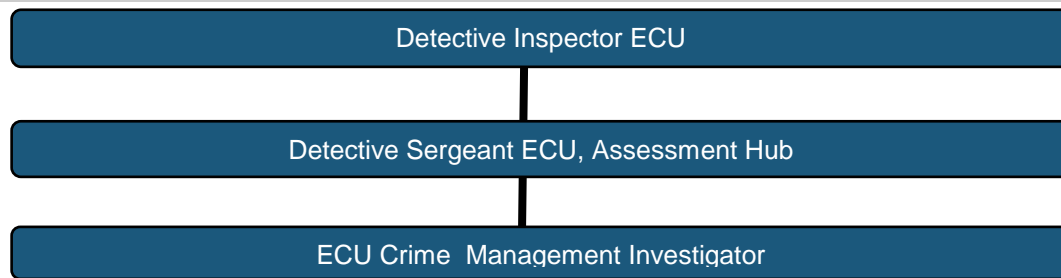 Detective Inspector ECU
Detective Sergeant ECU, Assessment Hub
ECU Crime Management Investigator